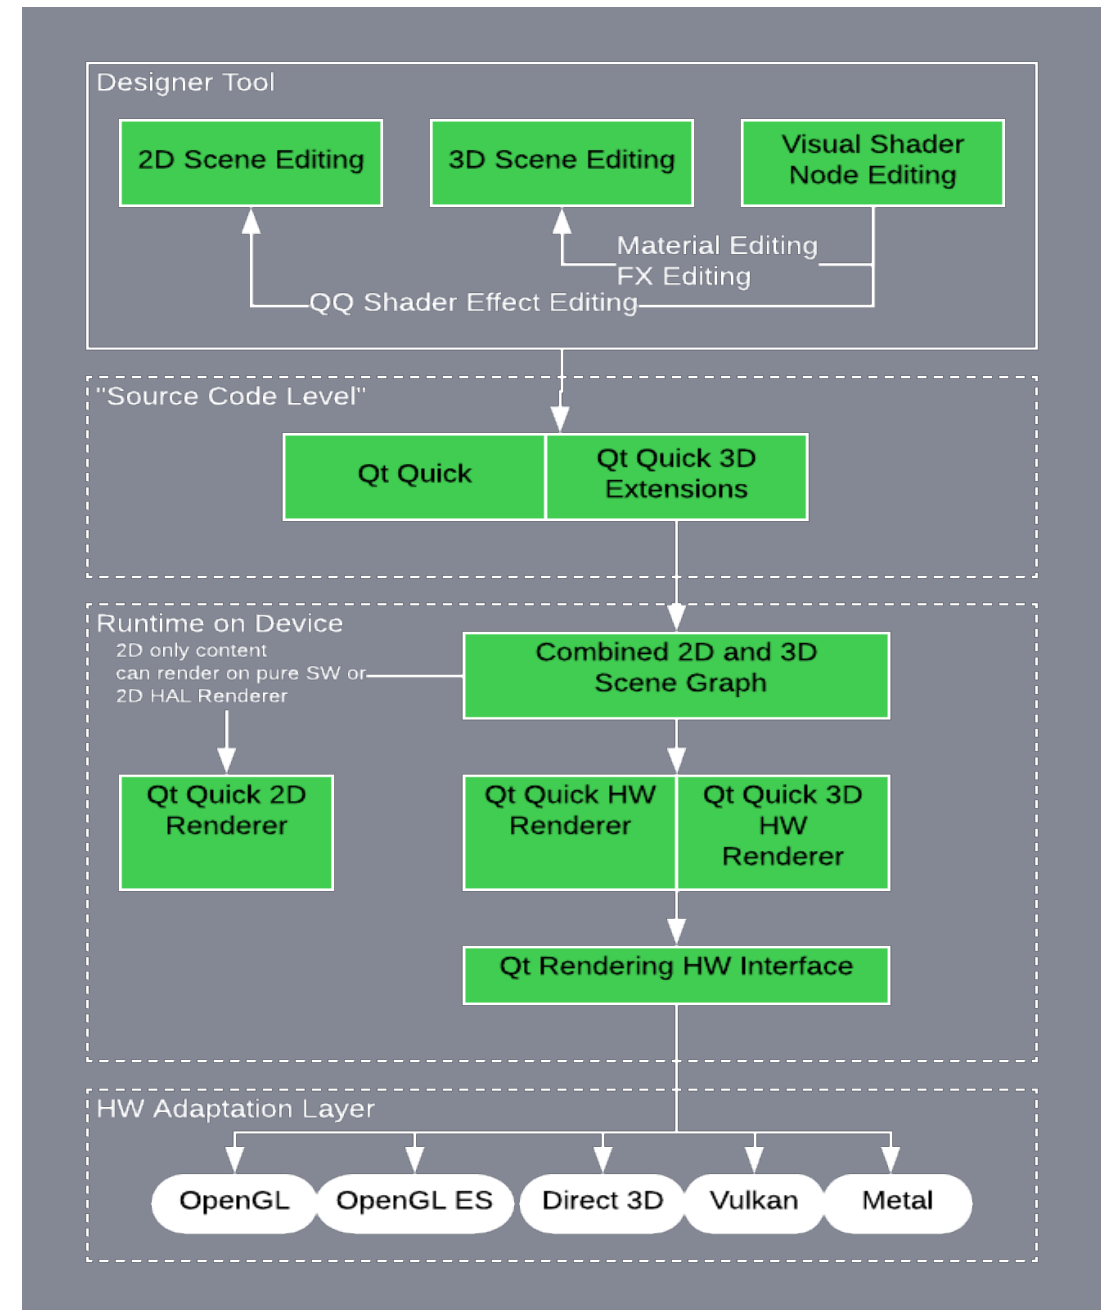 Designer Tool
2D Scene Editing
3D Scene Editing
Visual Shader
Node Editing
Material Editing
FX Editing
QQ Shader Effect Editing
"Source Code Level"
Qt Quick
Qt Quick 3D
Extensions
Runtime on Device
2D only content
can render on pure SW or
2D HAL Renderer
Combined 2D and 3D
Scene Graph
Qt Quick 2D
Renderer
Qt Quick HW
Renderer
Qt Quick 3D
HW
Renderer
Qt Rendering HW Interface
HW Adaptation Layer
OpenGL
OpenGL ES
Direct 3D
Vulkan
Metal